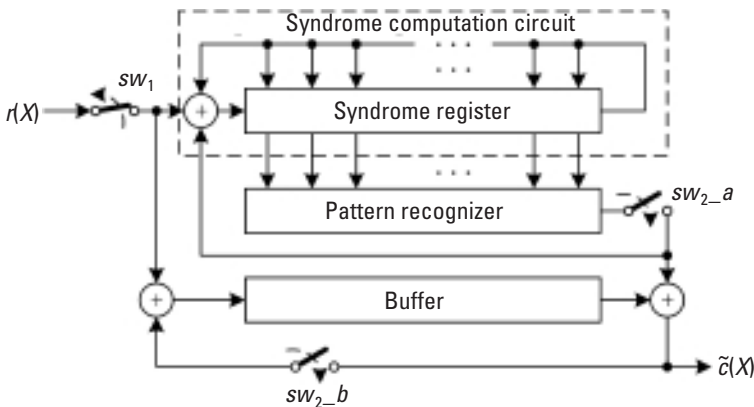 Syndrome computation circuit
. . .
sw₁
r(X)
+
Syndrome register
. . .
sw₂_a
Pattern recognizer
+
Buffer
+
c̃(X)
sw₂_b